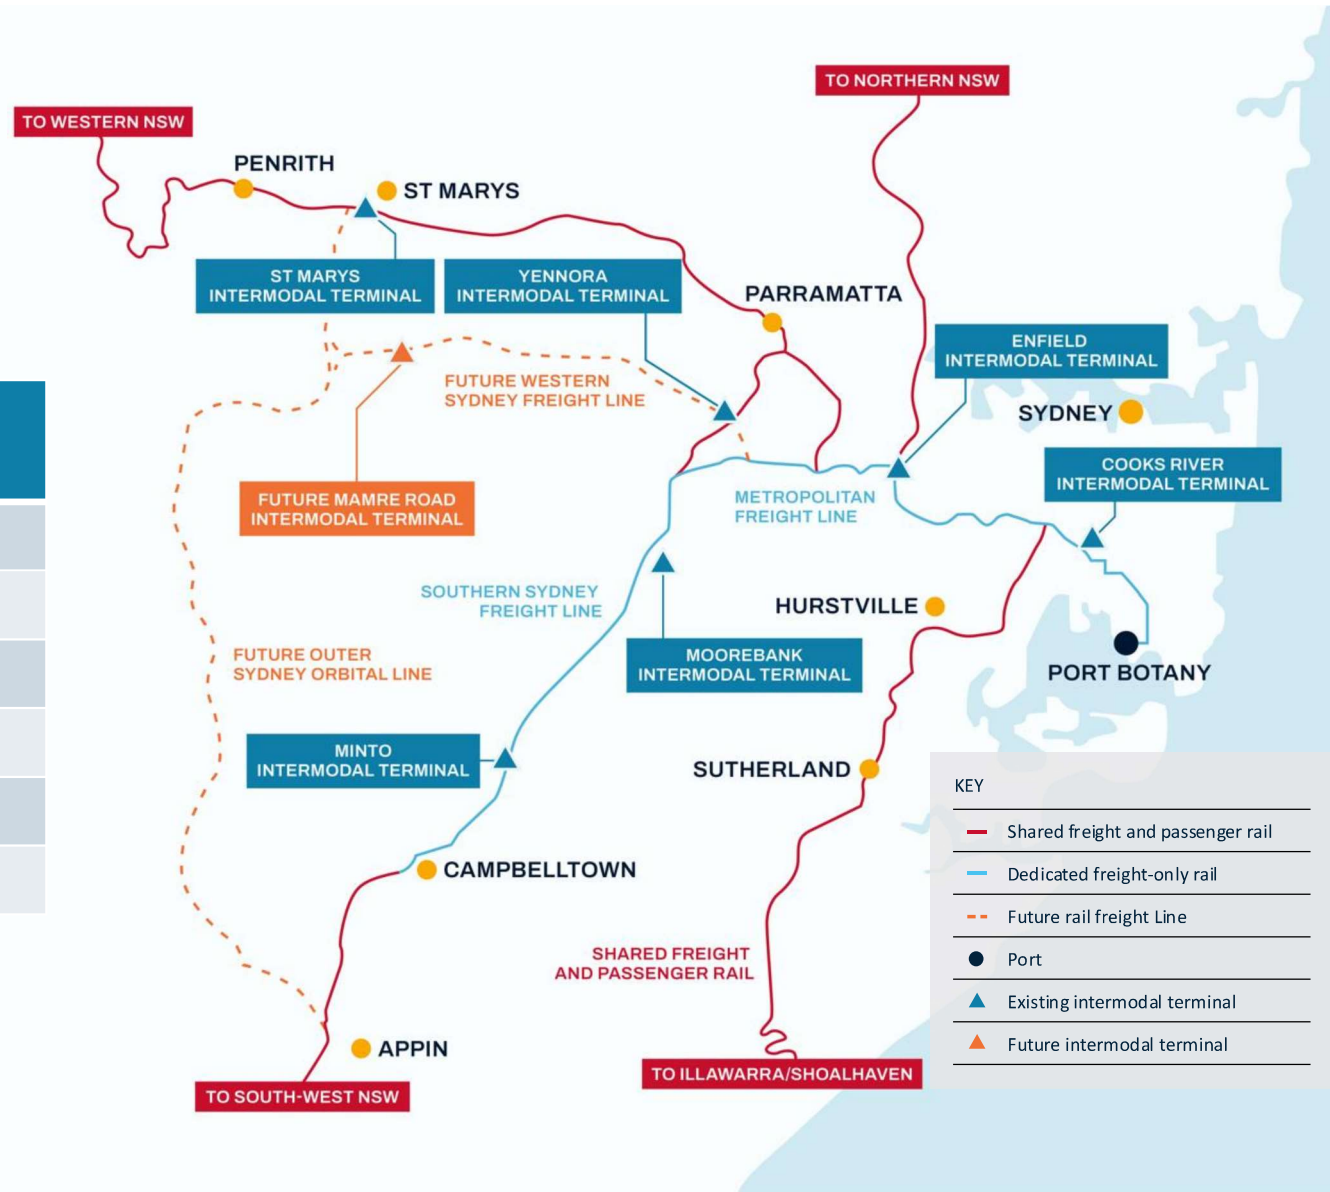 TO NORTHERN NSW
TO WESTERN NSW
PENRITH
ST MARYS
ST MARYS
INTERMODAL TERMINAL
YENNORA
INTERMODAL TERMINAL
PARRAMATTA
ENFIELD
INTERMODAL TERMINAL
FUTURE WESTERN
SYDNEY FREIGHT LINE
SYDNEY
COOKS RIVER
INTERMODAL TERMINAL
FUTURE MAMRE ROAD
INTERMODAL TERMINAL
METROPOLITAN
FREIGHT LINE
SOUTHERN SYDNEY
FREIGHT LINE
HURSTVILLE
FUTURE OUTER
SYDNEY ORBITAL LINE
MOOREBANK
INTERMODAL TERMINAL
PORT BOTANY
MINTO
INTERMODAL TERMINAL
SUTHERLAND
CAMPBELLTOWN
SHARED FREIGHT
AND PASSENGER RAIL
APPIN
TO SOUTH-WEST NSW
TO ILLAWARRA/SHOALHAVEN
KEY
Shared freight and passenger rail
Dedicated freight-only rail
Future rail freight Line
Port
Existing intermodal terminal
Future intermodal terminal